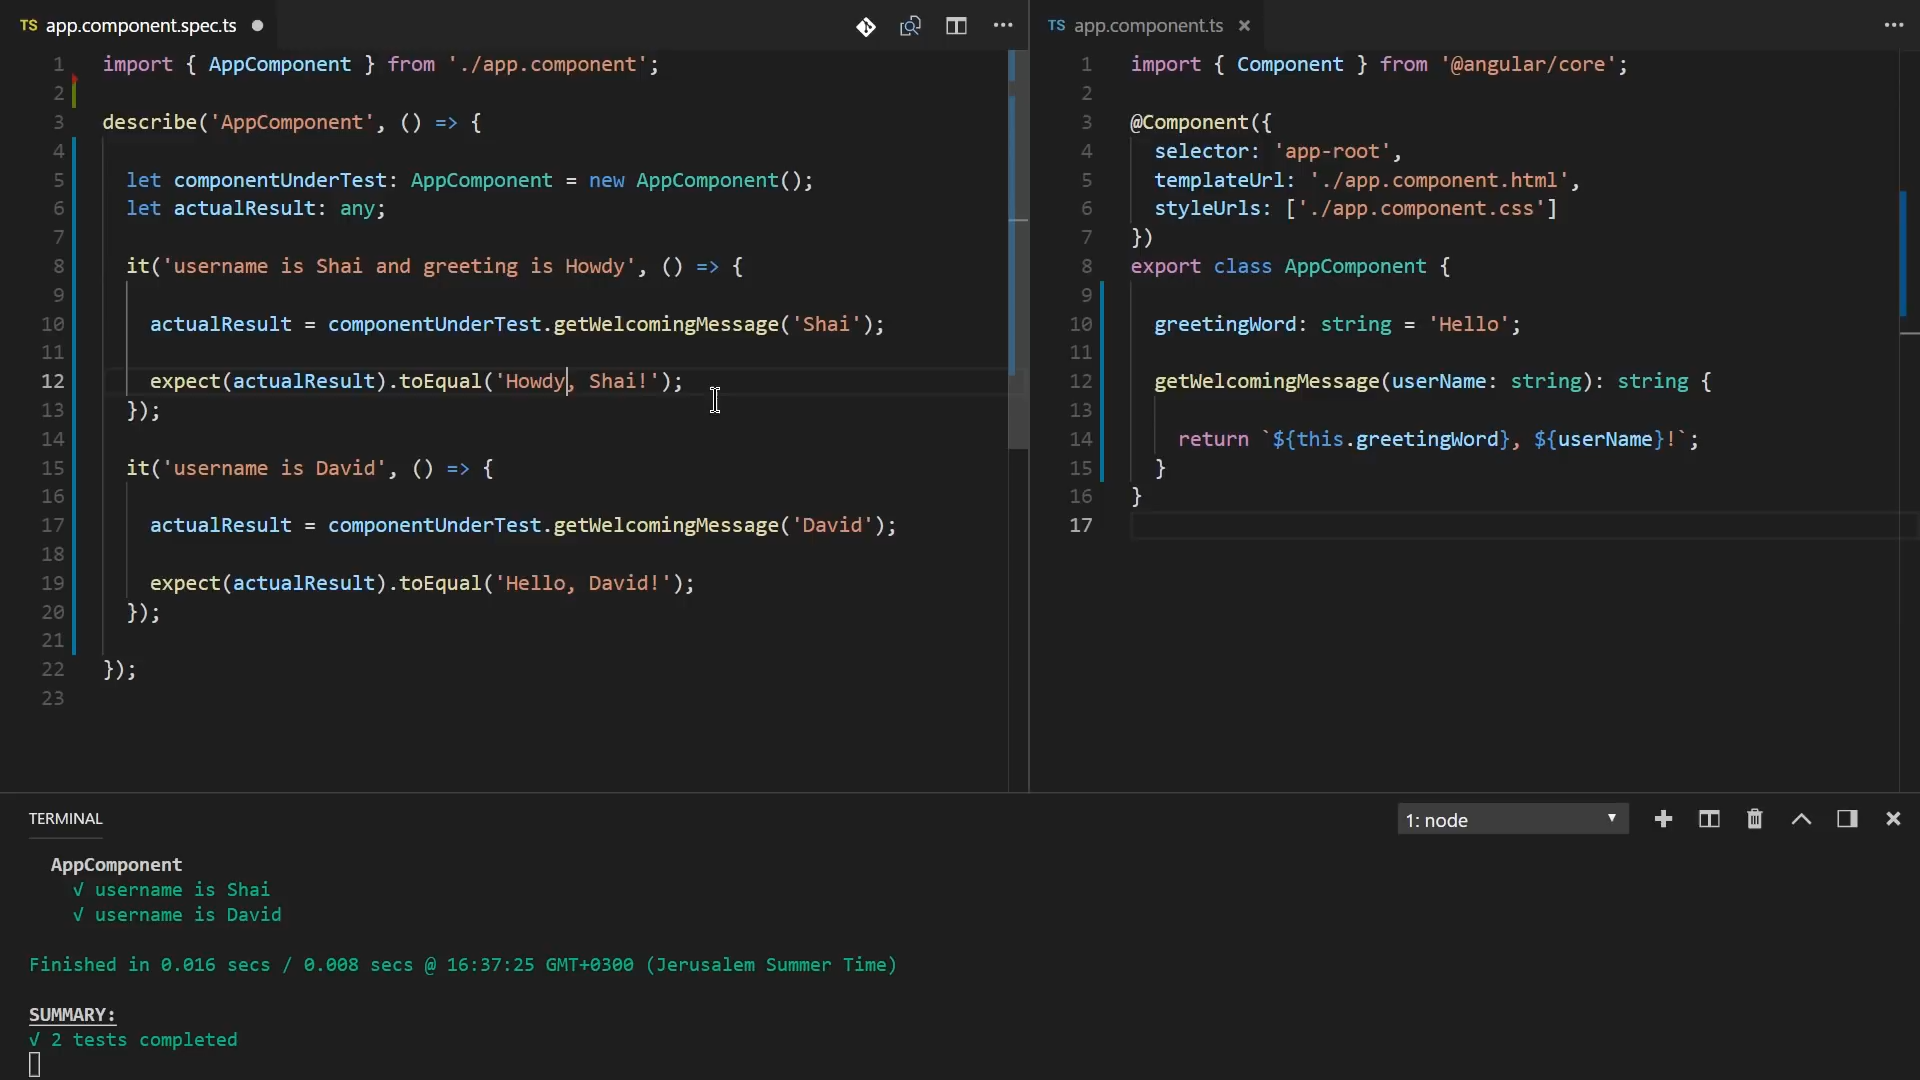 TS app.component.spec.ts
1 import { AppComponent } from './app.component';
2
3 describe('AppComponent', () => {
4
5 let componentUnderTest: AppComponent = new AppComponent();
6 let actualResult: any;
7
8 it('username is Shai and greeting is Howdy', () => {
9
10 actualResult = componentUnderTest.getWelcomingMessage('Shai');
11
12 expect(actualResult).toEqual('Howdy, Shai!');
13 });
14
15 it('username is David', () => {
16
17 actualResult = componentUnderTest.getWelcomingMessage('David');
18
19 expect(actualResult).toEqual('Hello, David!');
20 });
21
22 });
23
TS app.component.ts
1 import { Component } from '@angular/core';
2
3 @Component({
4 selector: 'app-root',
5 templateUrl: './app.component.html',
6 styleUrls: ['./app.component.css']
7 })
8 export class AppComponent {
9
10 greetingWord: string = 'Hello';
11
12 getWelcomingMessage(userName: string): string {
13
14 return `${this.greetingWord}, ${userName}!`;
15 }
16 }
17
TERMINAL
1: node
AppComponent
√ username is Shai
√ username is David
Finished in 0.016 secs / 0.008 secs @ 16:37:25 GMT+0300 (Jerusalem Summer Time)
SUMMARY:
√ 2 tests completed